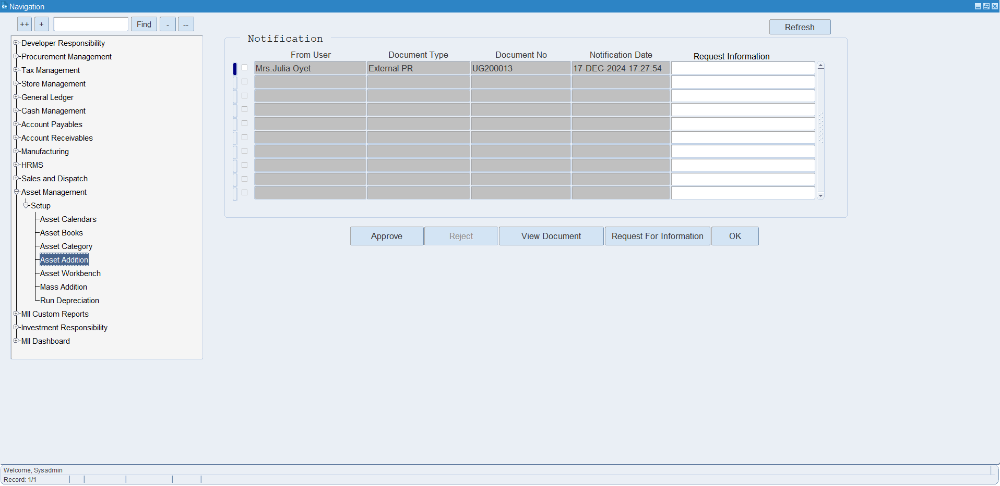 Navigation
++ + Find - --
Refresh
Developer Responsibility
Procurement Management
Tax Management
Store Management
General Ledger
Cash Management
Account Payables
Account Receivables
Manufacturing
HRMS
Sales and Dispatch
Asset Management
Setup
Asset Calendars
Asset Books
Asset Category
Asset Addition
Asset Workbench
Mass Addition
Run Depreciation
MII Custom Reports
Investment Responsibility
MII Dashboard
Notification
From User Document Type Document No Notification Date Request Information
Mrs.Julia Oyet External PR UG200013 17-DEC-2024 17:27:54
Approve Reject View Document Request For Information OK
Welcome, Sysadmin
Record: 1/1